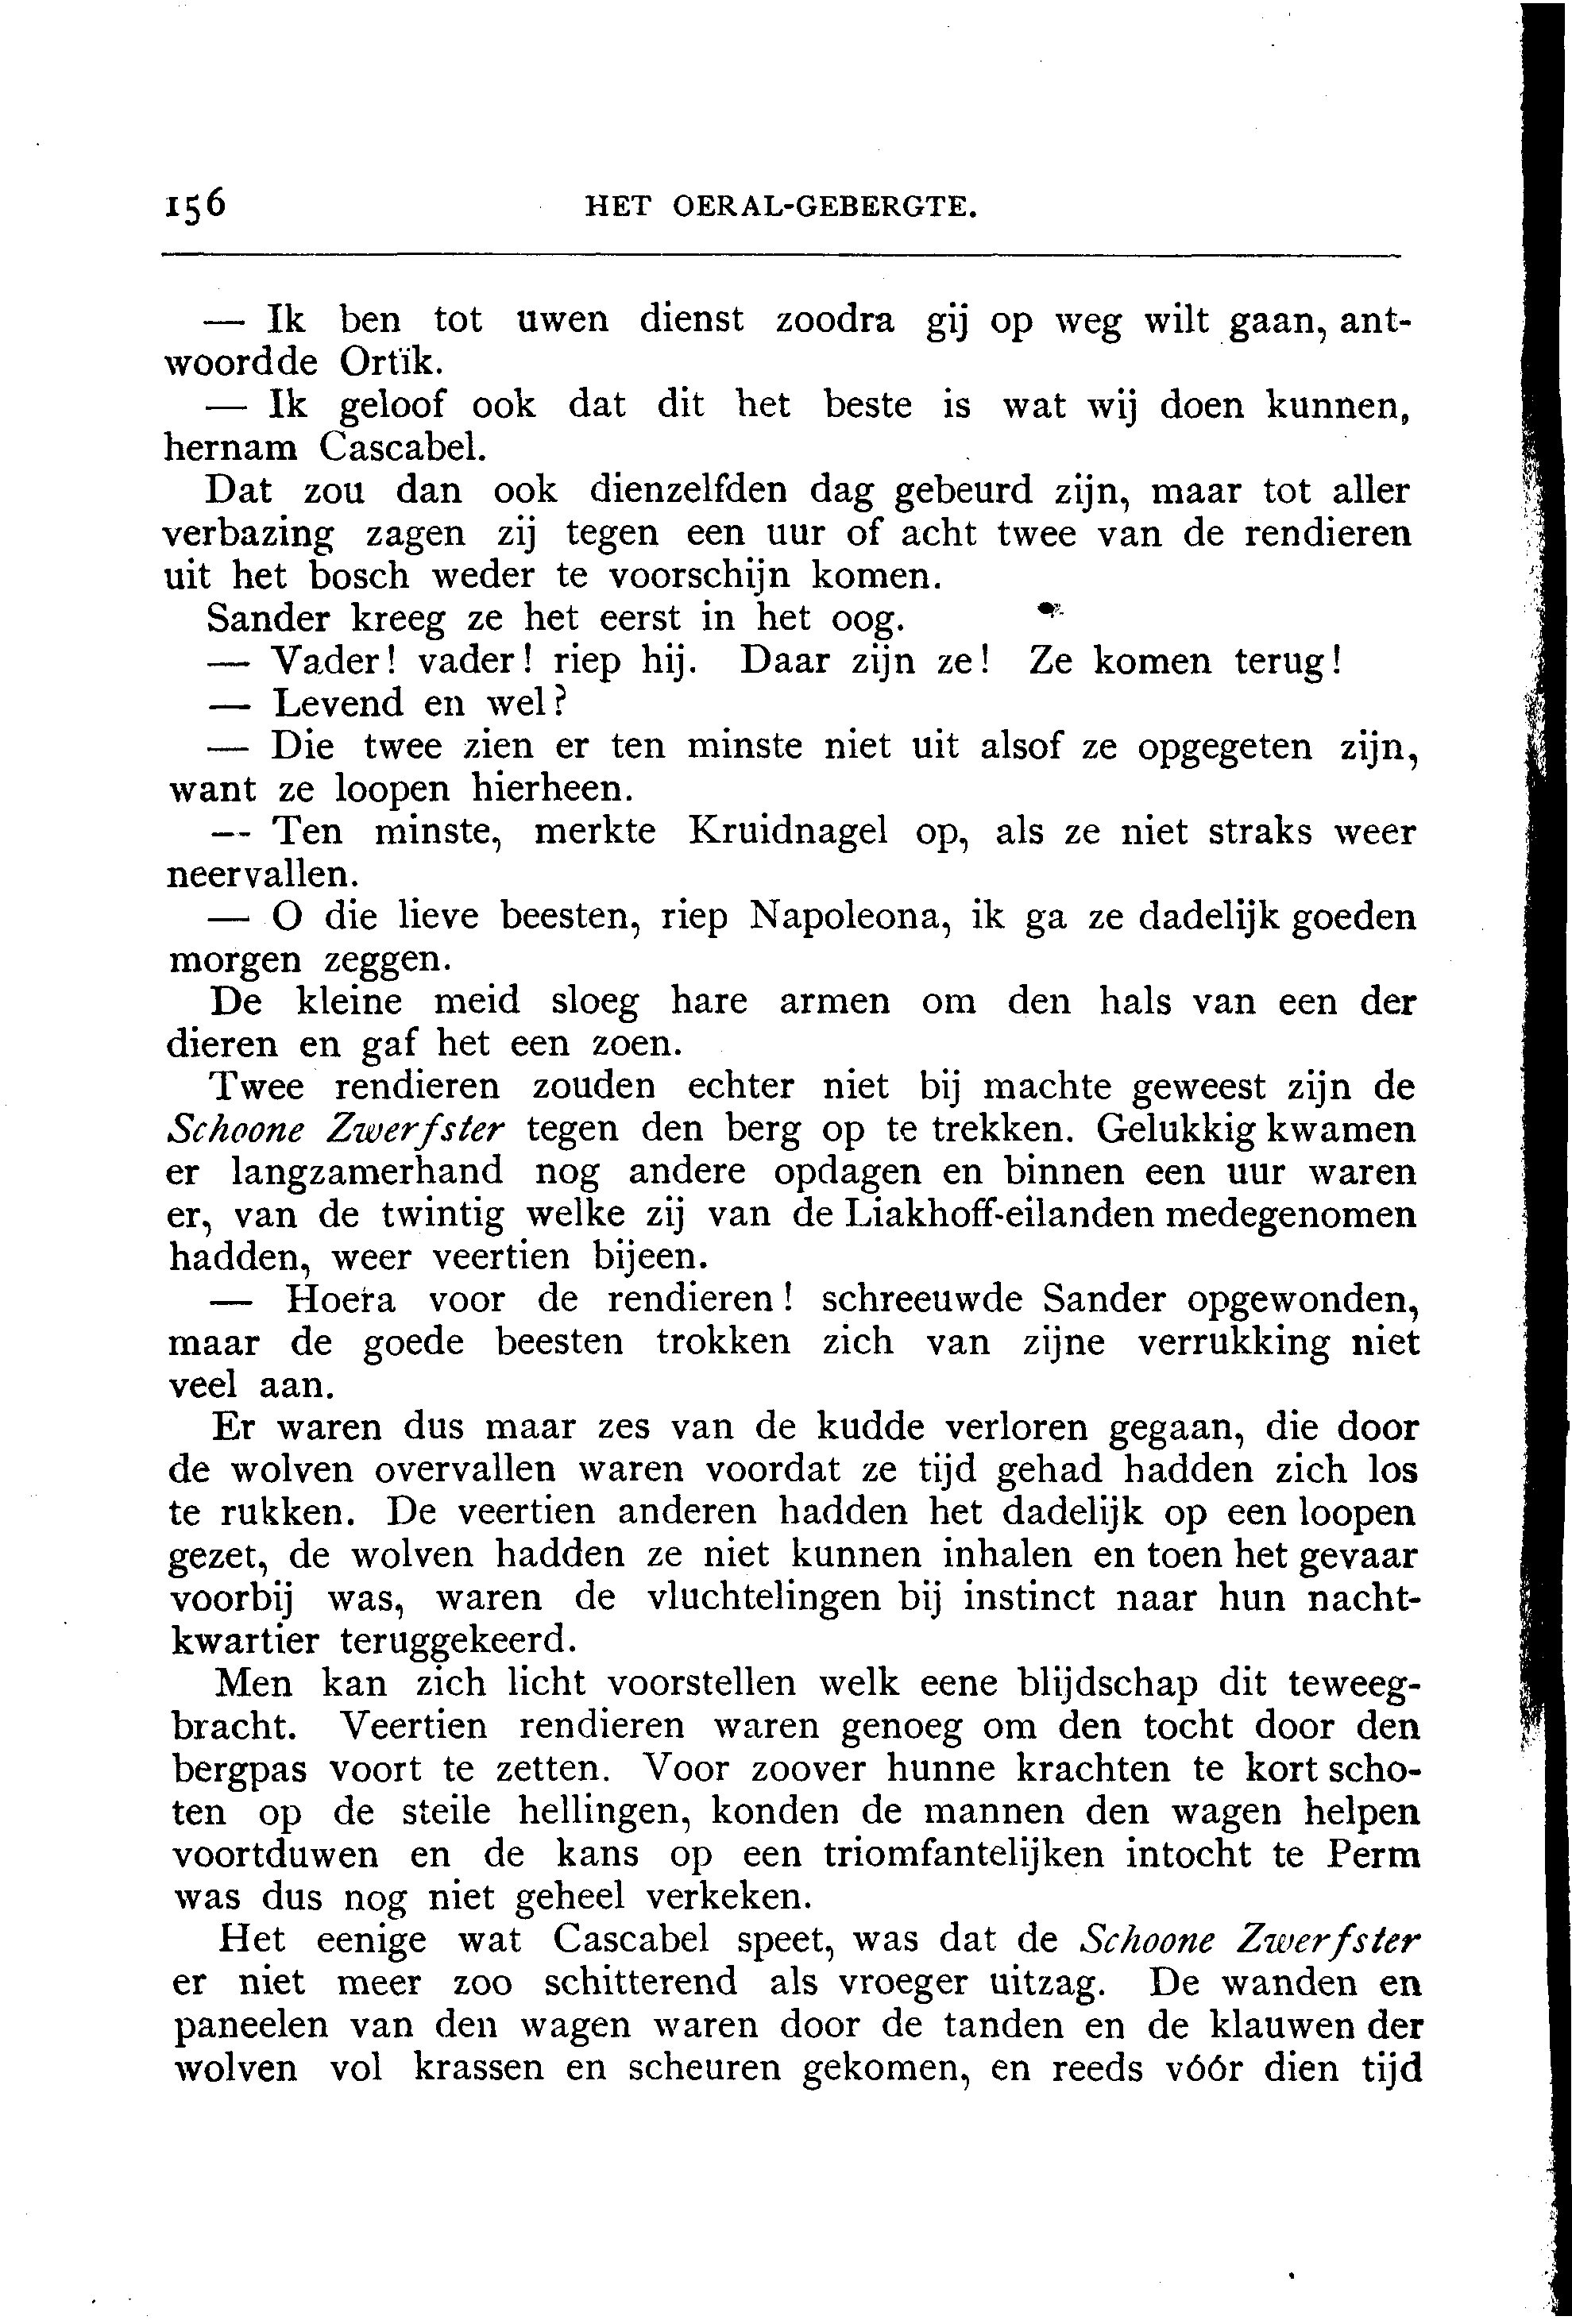 156
HET OERAL-GEBERGTE.
— Ik ben tot uwen dienst zoodra gij op weg wilt gaan, ant-
woordde Ortïk.
— Ik geloof ook dat dit het beste is wat wij doen kunnen,
hernam Cascabel.
Dat zou dan ook dienzelfden dag gebeurd zijn, maar tot aller
verbazing zagen zij tegen een uur of acht twee van de rendieren
uit het bosch weder te voorschijn komen.
Sander kreeg ze het eerst in het oog.
— Vader! vader! riep hij. Daar zijn ze! Ze komen terug!
— Levend en wel?
— Die twee zien er ten minste niet uit alsof ze opgegeten zijn,
want ze loopen hierheen.
— Ten minste, merkte Kruidnagel op, als ze niet straks weer
neervallen.
— O die lieve beesten, riep Napoleona, ik ga ze dadelijk goeden
morgen zeggen.
De kleine meid sloeg hare armen om den hals van een der
dieren en gaf het een zoen.
Twee rendieren zouden echter niet bij machte geweest zijn de
Schoone Zwerfster tegen den berg op te trekken. Gelukkig kwamen
er langzamerhand nog andere opdagen en binnen een uur waren
er, van de twintig welke zij van de Liakhoff-eilanden medegenomen
hadden, weer veertien bijeen.
— Hoera voor de rendieren! schreeuwde Sander opgewonden,
maar de goede beesten trokken zich van zijne verrukking niet
veel aan.
Er waren dus maar zes van de kudde verloren gegaan, die door
de wolven overvallen waren voordat ze tijd gehad hadden zich los
te rukken. De veertien anderen hadden het dadelijk op een loopen
gezet, de wolven hadden ze niet kunnen inhalen en toen het gevaar
voorbij was, waren de vluchtelingen bij instinct naar hun nacht-
kwartier teruggekeerd.
Men kan zich licht voorstellen welk eene blijdschap dit teweeg-
bracht. Veertien rendieren waren genoeg om den tocht door den
bergpas voort te zetten. Voor zoover hunne krachten te kort scho-
ten op de steile hellingen, konden de mannen den wagen helpen
voortduwen en de kans op een triomfantelijken intocht te Perm
was dus nog niet geheel verkeken.
Het eenige wat Cascabel speet, was dat de Schoone Zwerfster
er niet meer zoo schitterend als vroeger uitzag. De wanden en
paneelen van den wagen waren door de tanden en de klauwen der
wolven vol krassen en scheuren gekomen, en reeds vóór dien tijd